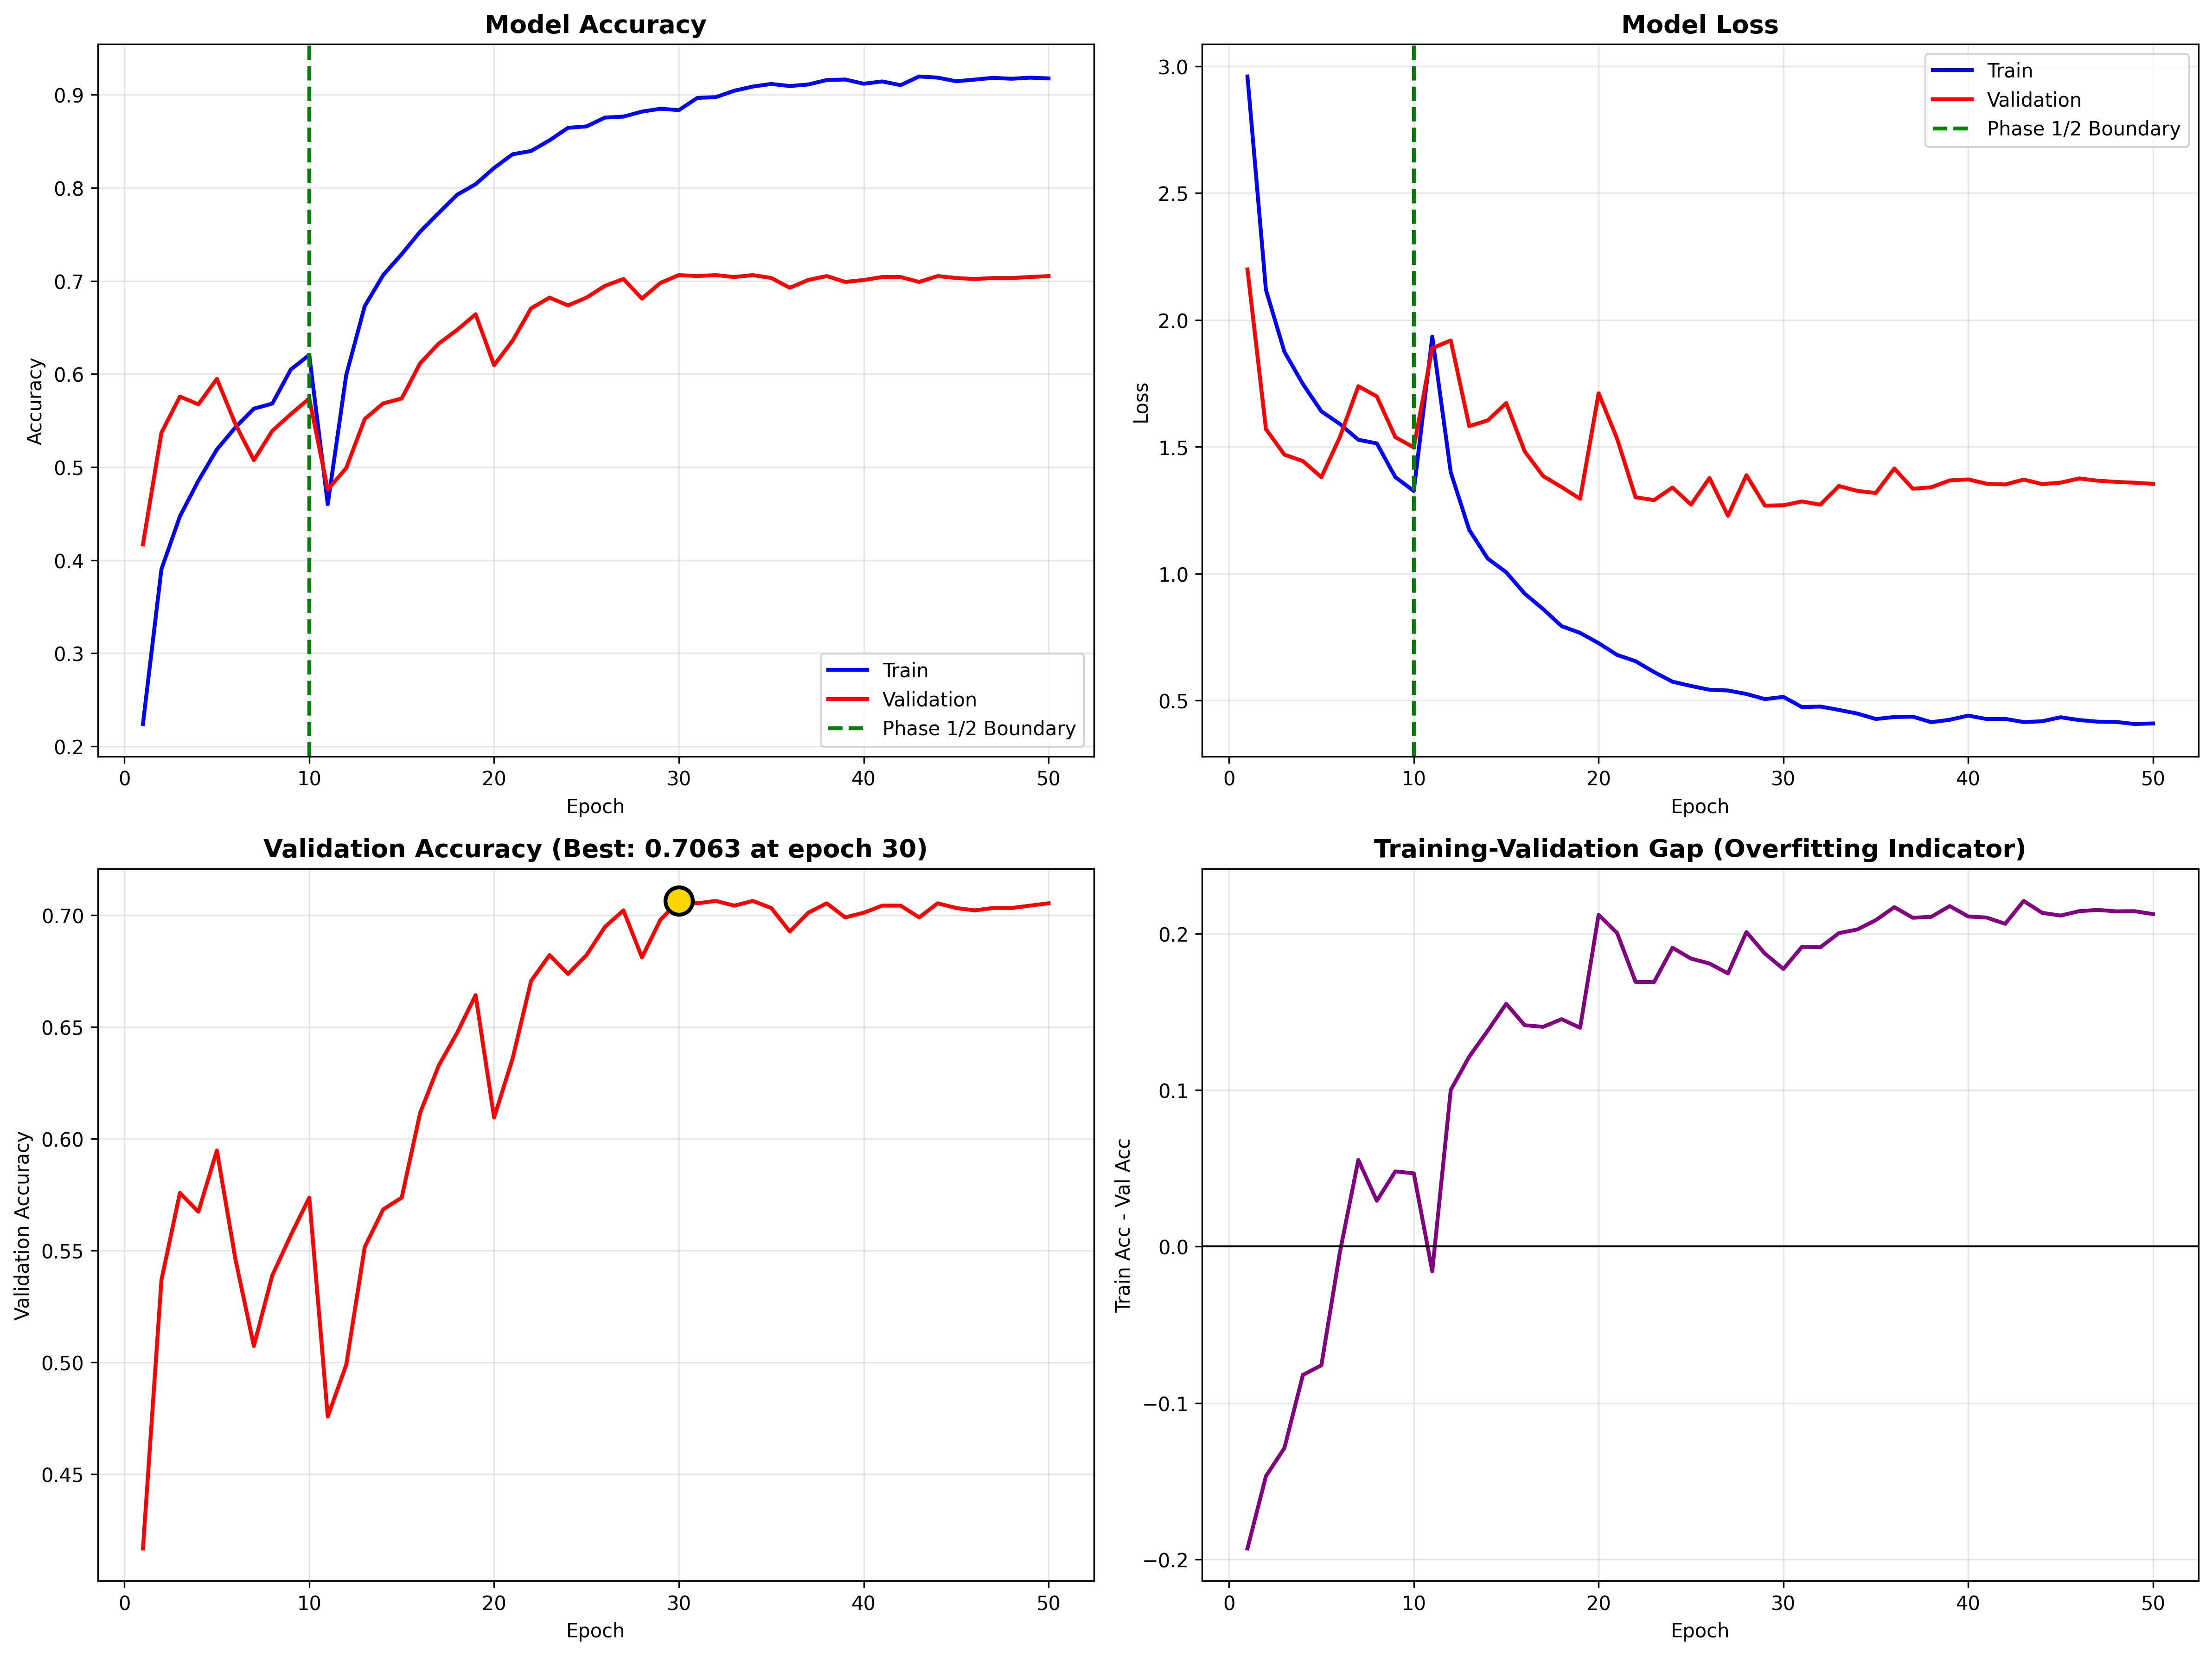 Model Accuracy
Accuracy
0.9
0.8
0.7
0.6
0.5
0.4
0.3
0.2
0
10
20
30
40
50
Epoch
Train
Validation
Phase 1/2 Boundary
Model Loss
Loss
3.0
2.5
2.0
1.5
1.0
0.5
0
10
20
30
40
50
Epoch
Train
Validation
Phase 1/2 Boundary
Validation Accuracy (Best: 0.7063 at epoch 30)
Validation Accuracy
0.70
0.65
0.60
0.55
0.50
0.45
0
10
20
30
40
50
Epoch
Training-Validation Gap (Overfitting Indicator)
Train Acc - Val Acc
0.2
0.1
0.0
−0.1
−0.2
0
10
20
30
40
50
Epoch